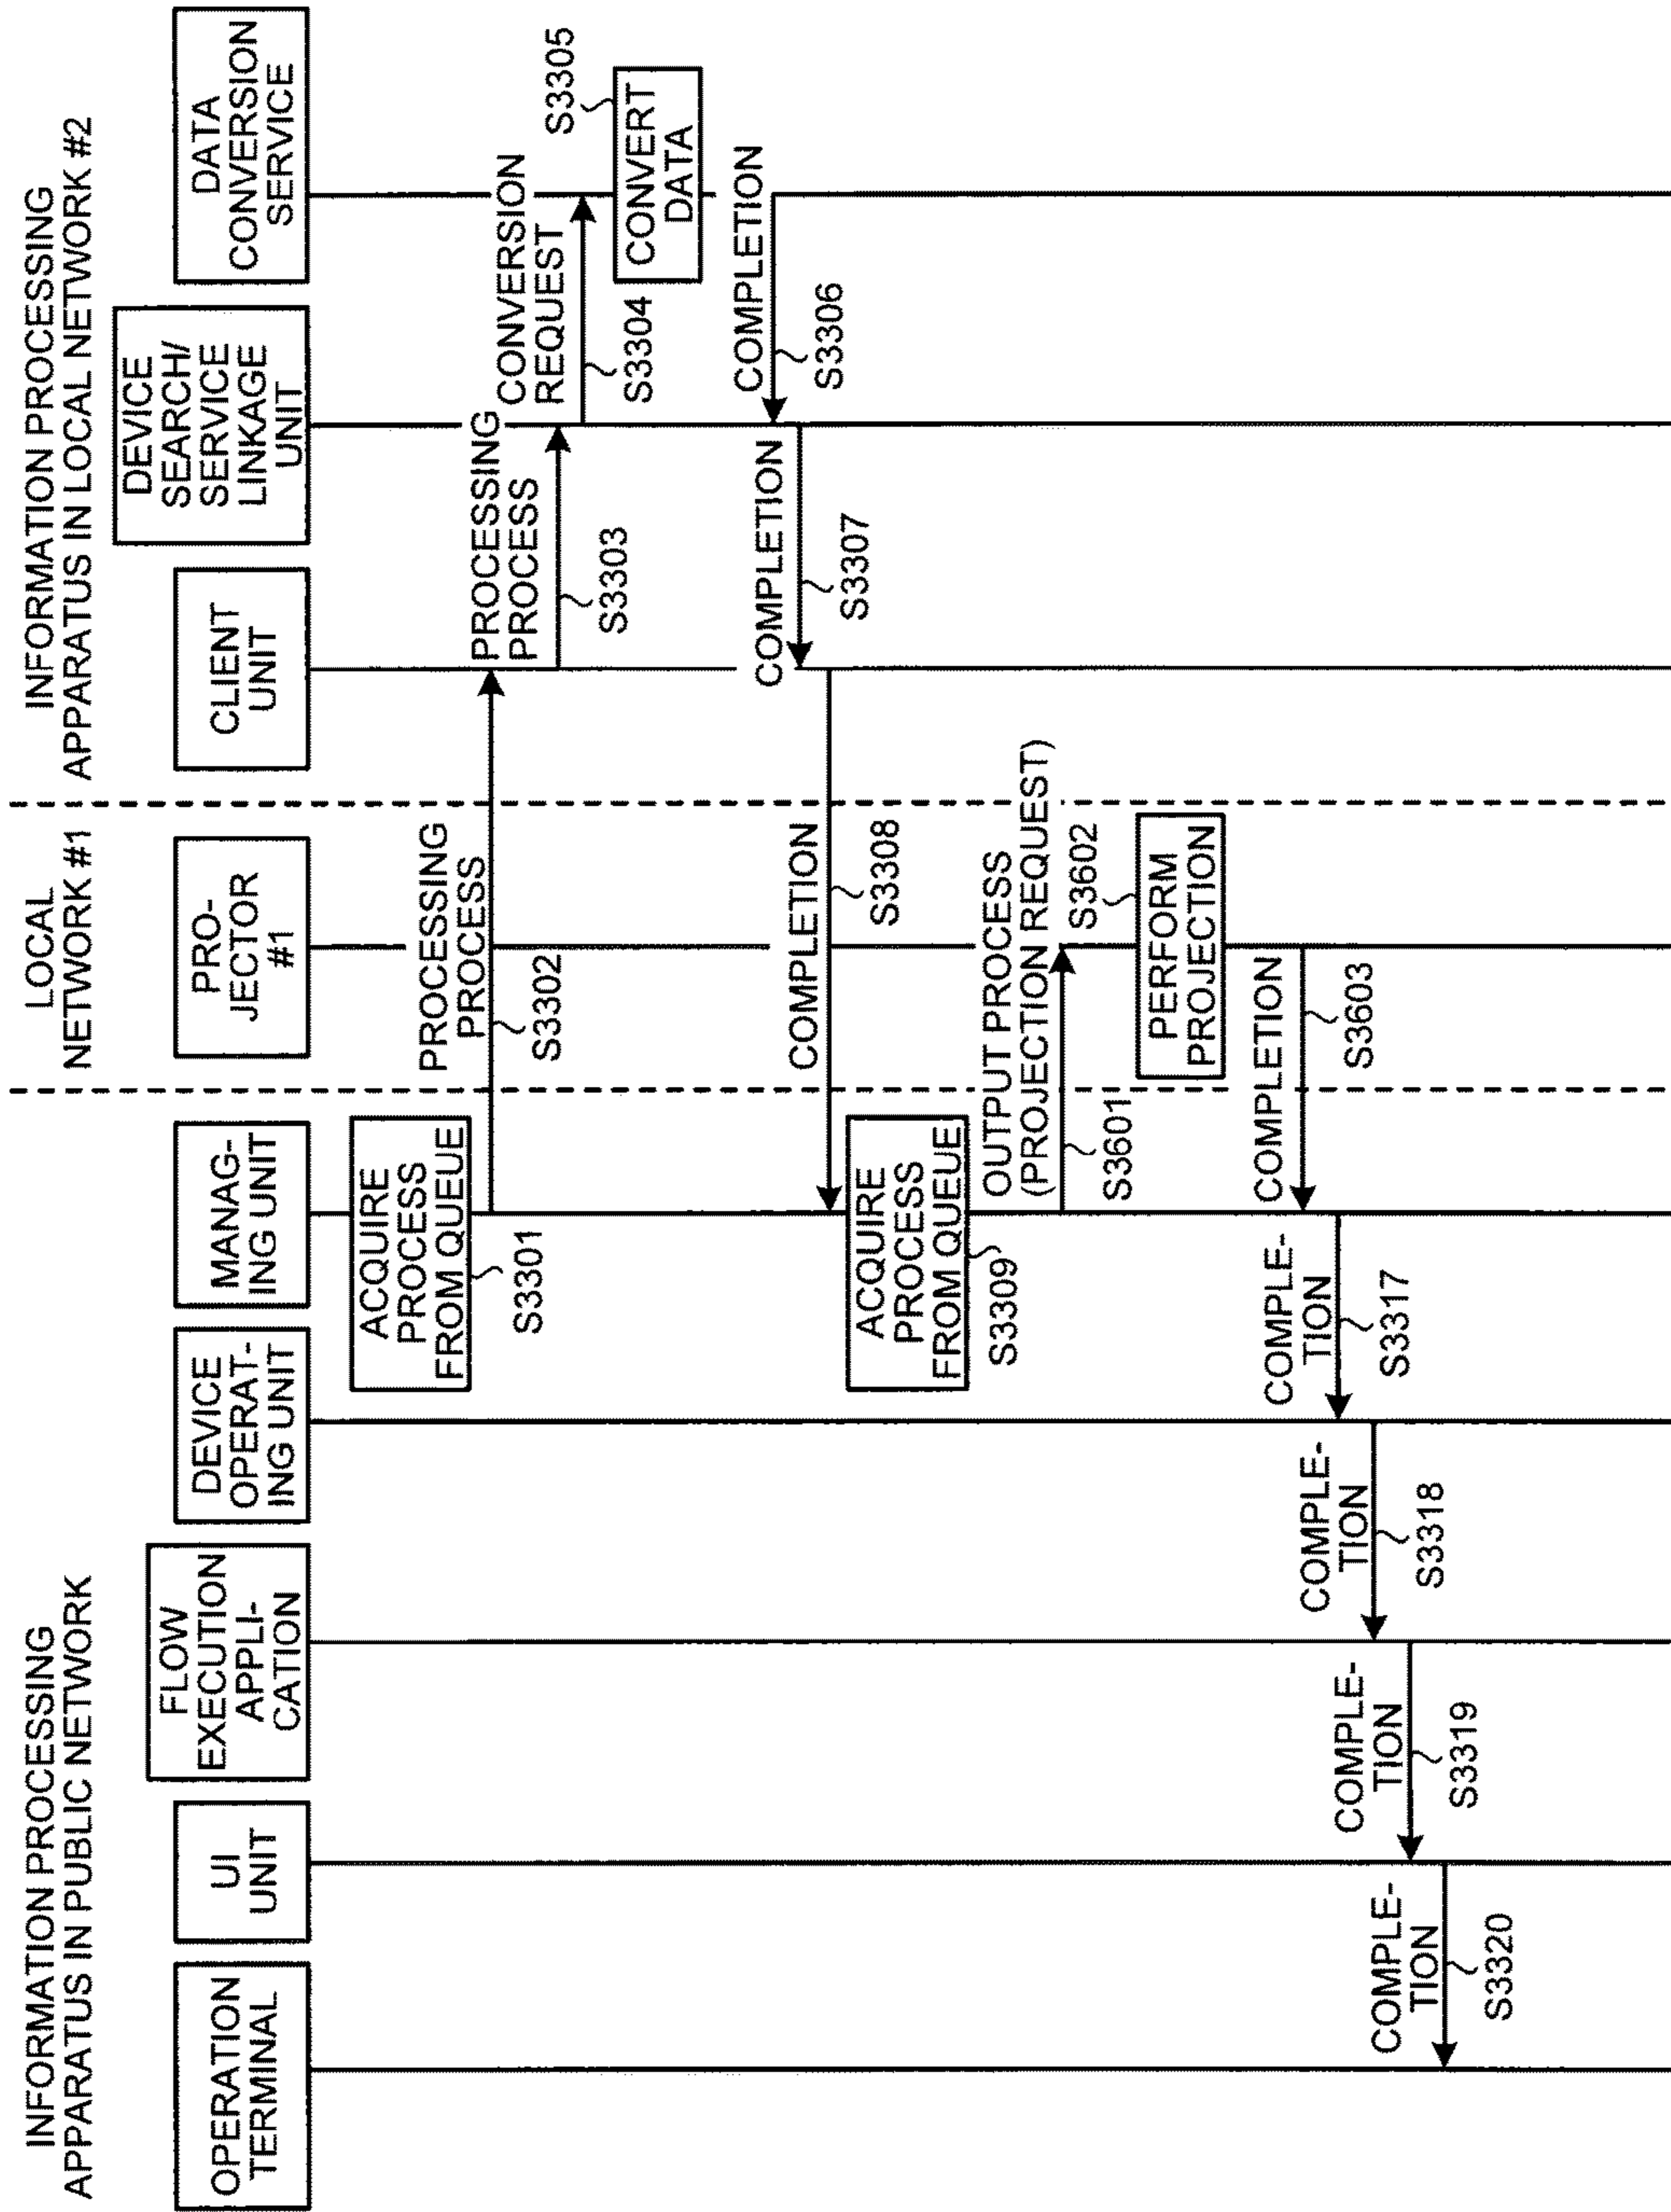 INFORMATION PROCESSING
APPARATUS IN PUBLIC NETWORK
LOCAL
NETWORK #1
INFORMATION PROCESSING
APPARATUS IN LOCAL NETWORK #2
OPERATION
TERMINAL
UI
UNIT
FLOW
EXECUTION
APPLI-
CATION
DEVICE
OPERAT-
ING UNIT
MANAG-
ING UNIT
PRO-
JECTOR
#1
CLIENT
UNIT
DEVICE
SEARCH/
SERVICE
LINKAGE
UNIT
DATA
CONVERSION
SERVICE
ACQUIRE
PROCESS
FROM QUEUE
S3301
PROCESSING
PROCESS
S3302
PROCESSING
PROCESS
S3303
CONVERSION
REQUEST
S3304
S3305
CONVERT
DATA
COMPLETION
S3306
COMPLETION
S3307
COMPLETION
S3308
ACQUIRE
PROCESS
FROM QUEUE
S3309
OUTPUT PROCESS
(PROJECTION REQUEST)
S3601
S3602
PERFORM
PROJECTION
COMPLETION
S3603
COMPLE-
TION
S3317
COMPLE-
TION
S3318
COMPLE-
TION
S3319
COMPLE-
TION
S3320